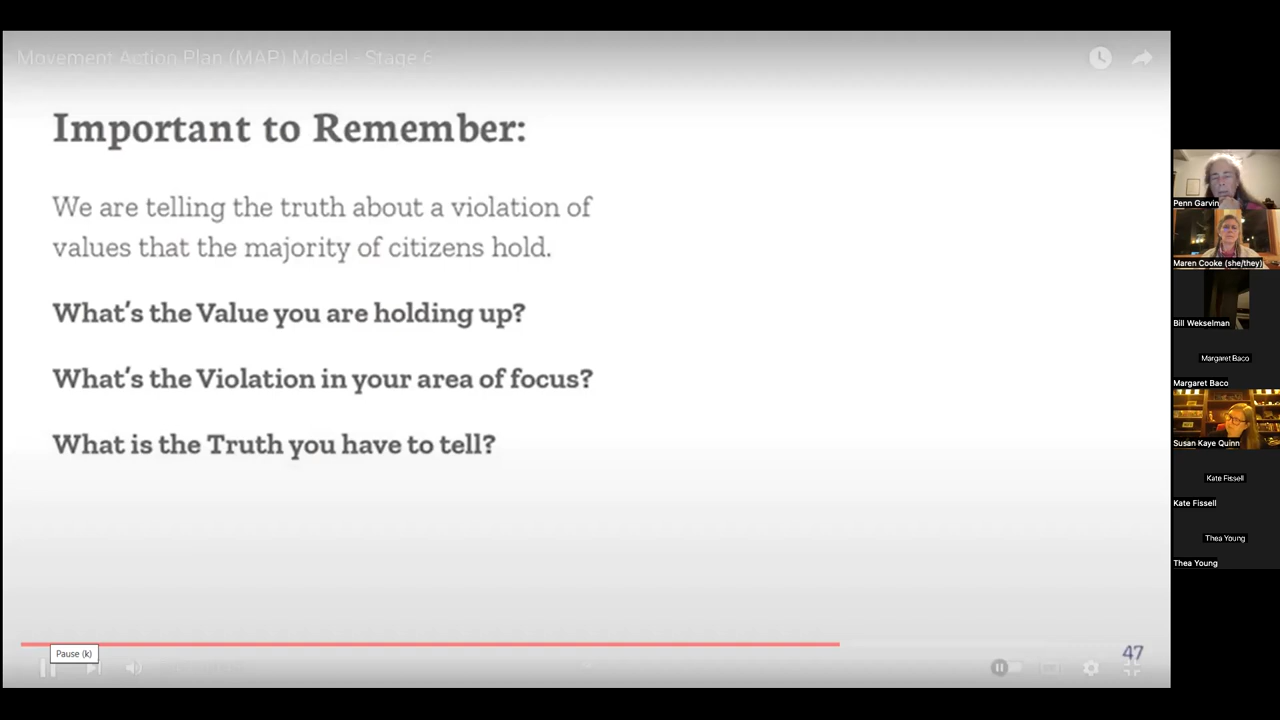 Movement Action Plan (MAP) Model - Stage 6
Important to Remember:
We are telling the truth about a violation of
values that the majority of citizens hold.
What's the Value you are holding up?
What's the Violation in your area of focus?
What is the Truth you have to tell?
47
Pause (k)
Penn Garvin
Maren Cooke (she/they)
Bill Wekselman
Margaret Baco
Margaret Baco
Susan Kaye Quinn
Kate Fissell
Kate Fissell
Thea Young
Thea Young